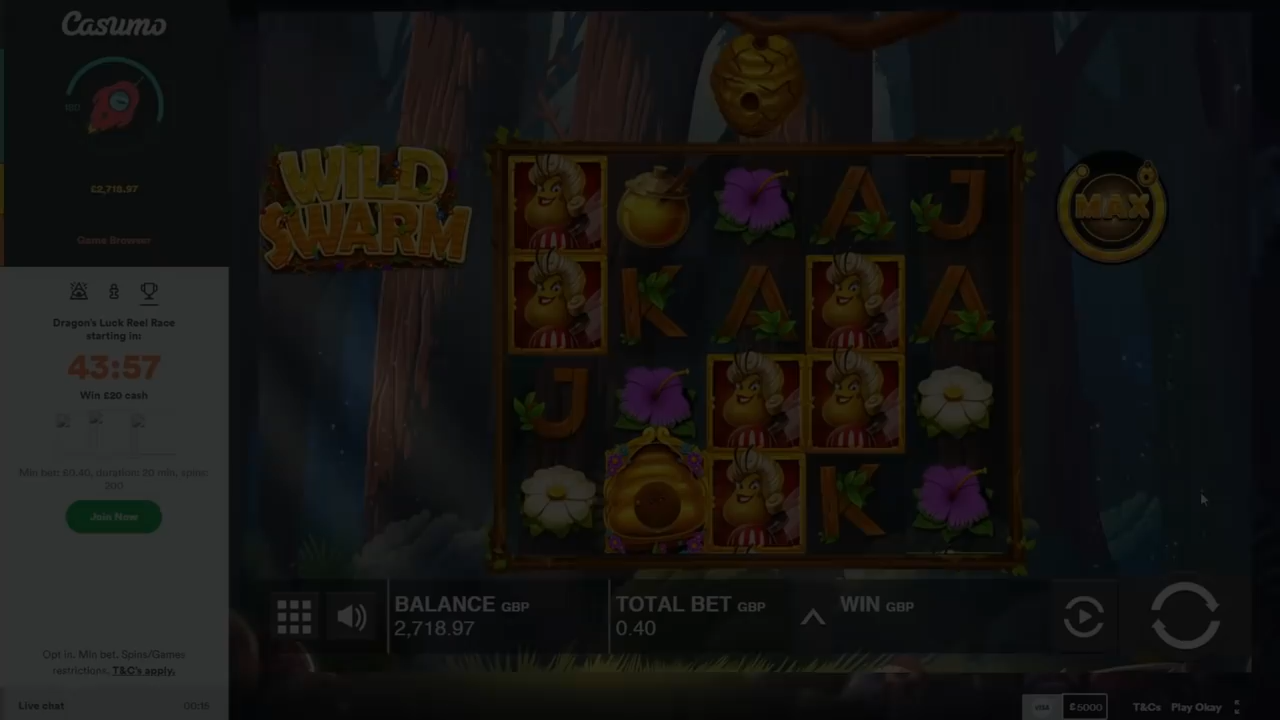 Casumo
100
£2,718.97
Game Browser
Dragon's Luck Reel Race
starting in:
43:57
Win £20 cash
Min bet: £0.40, duration: 20 min, spins:
200
Join Now
Opt in. Min bet. Spins/Games
restrictions. T&C's apply.
Live chat 00:15
WILD
SWARM
A J
K A A
J
K
MAX
BALANCE GBP
2,718.97
TOTAL BET GBP
0.40
WIN GBP
£5000
T&Cs Play Okay